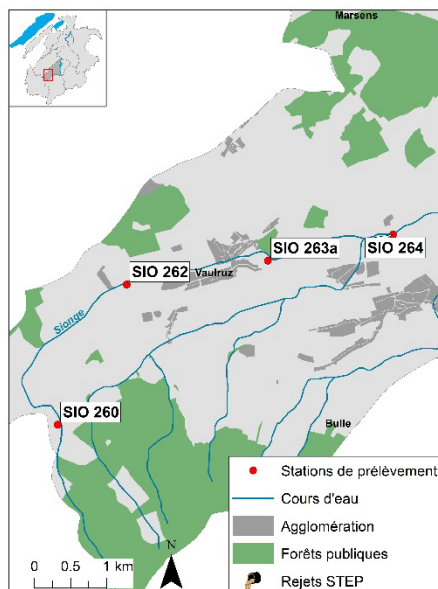 Marsens
SIO 263a
SIO 264
SIO 262
Vaulruz
Sionge
SIO 260
Bulle
Stations de prélèvement
Cours d'eau
Agglomération
Forêts publiques
Rejets STEP
0 0.5 1 km
N